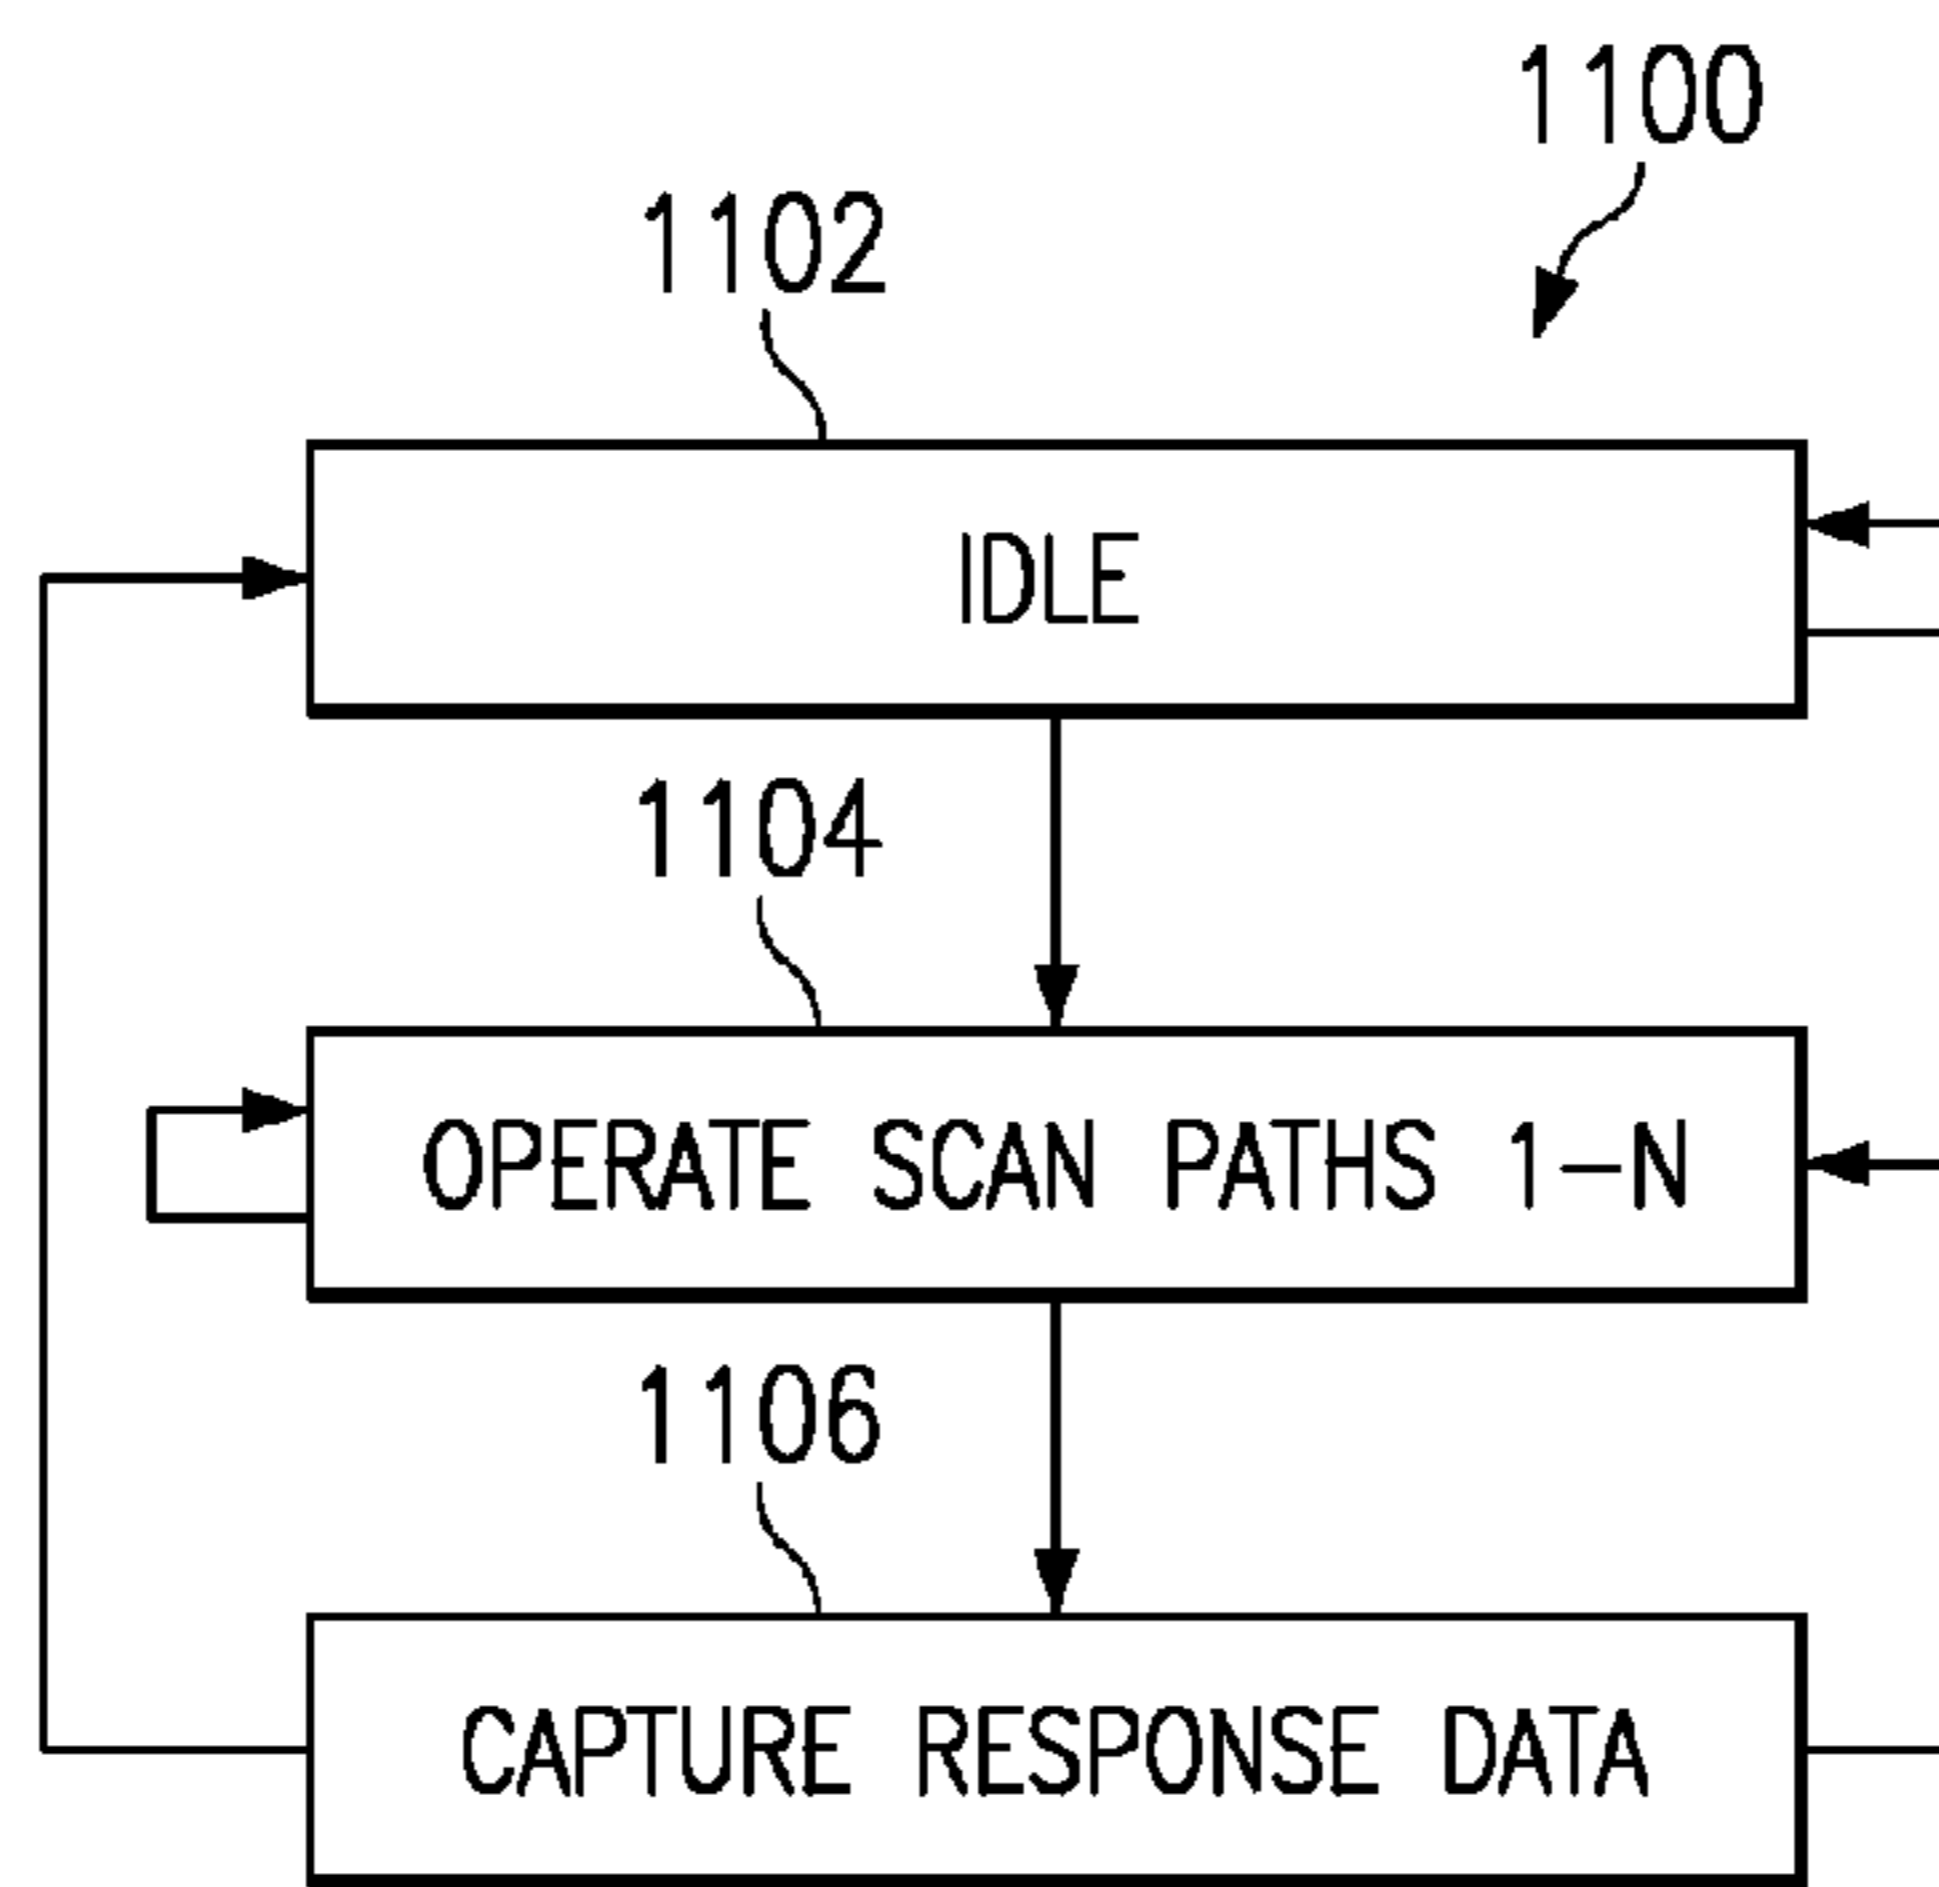 1100
1102
IDLE
1104
OPERATE SCAN PATHS 1-N
1106
CAPTURE RESPONSE DATA